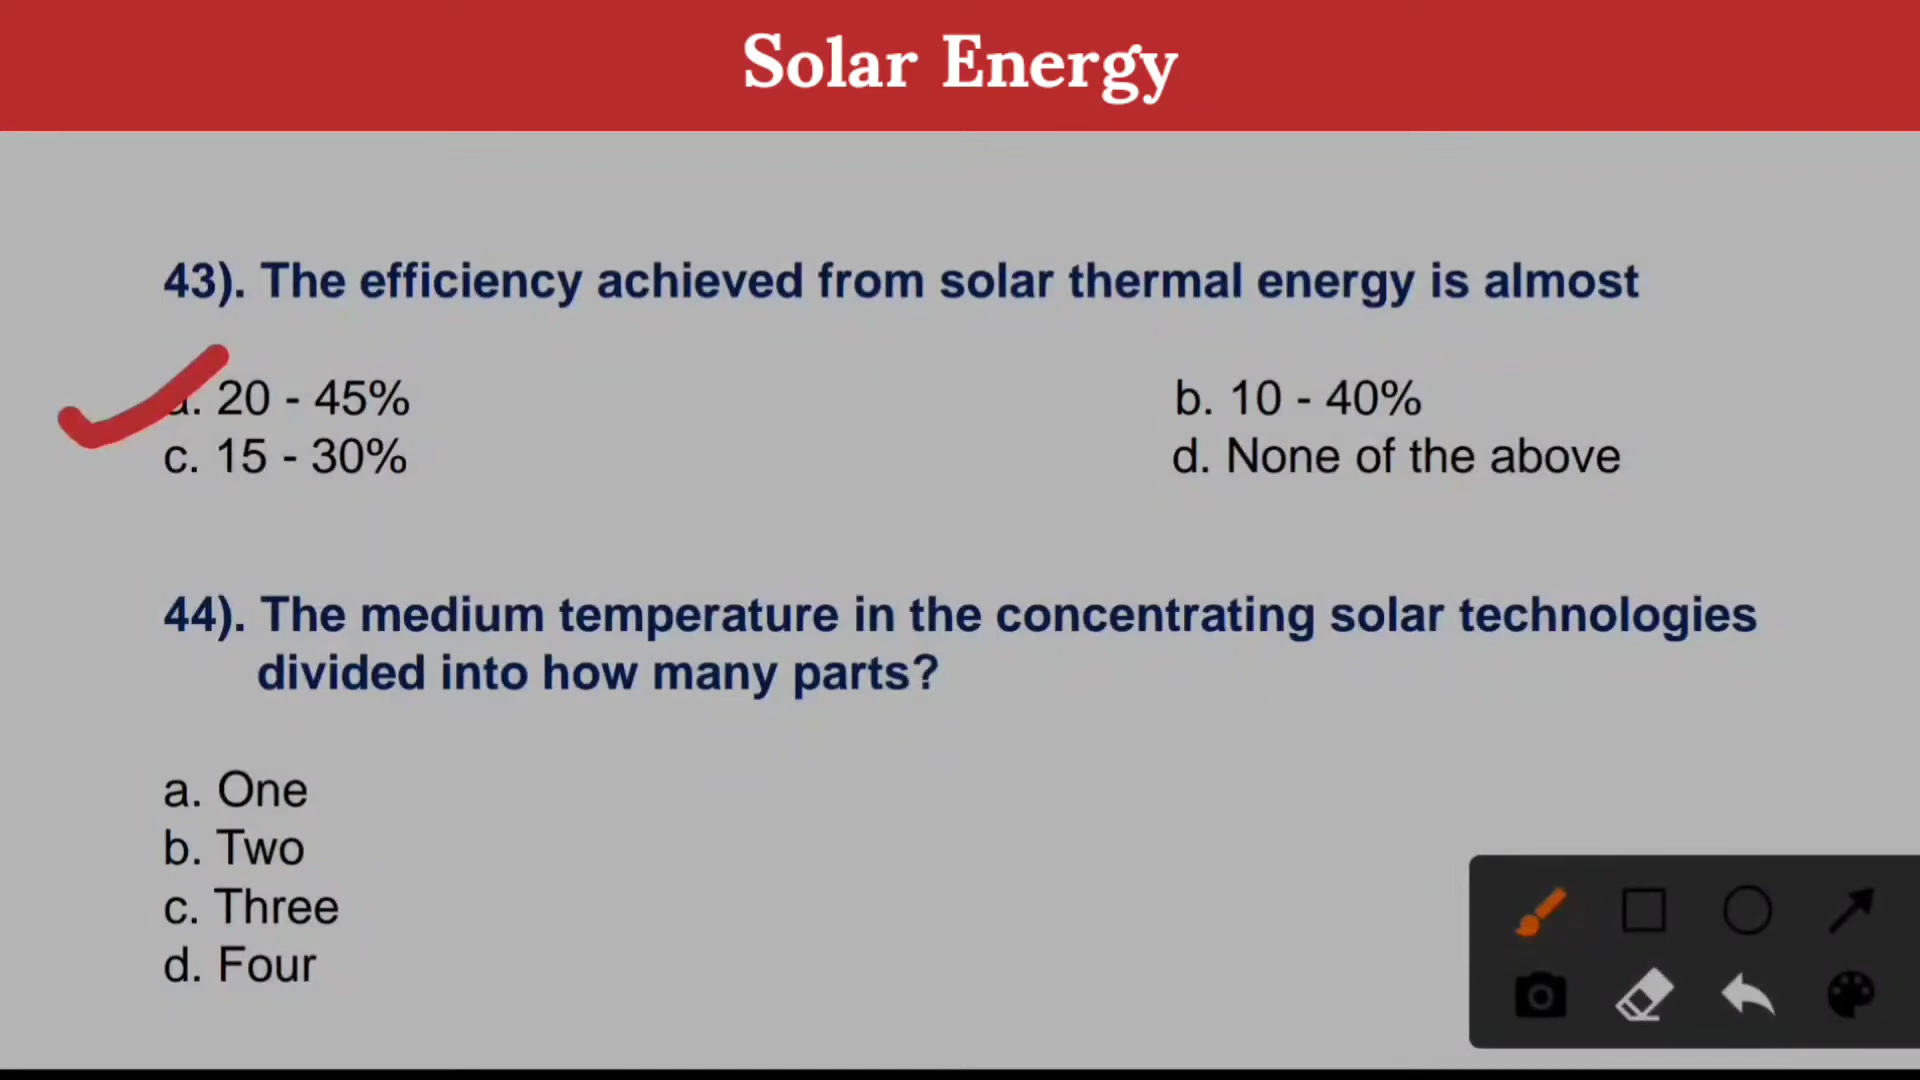 Solar Energy
43). The efficiency achieved from solar thermal energy is almost
a. 20 - 45%
b. 10 - 40%
c. 15 - 30%
d. None of the above
44). The medium temperature in the concentrating solar technologies
divided into how many parts?
a. One
b. Two
c. Three
d. Four